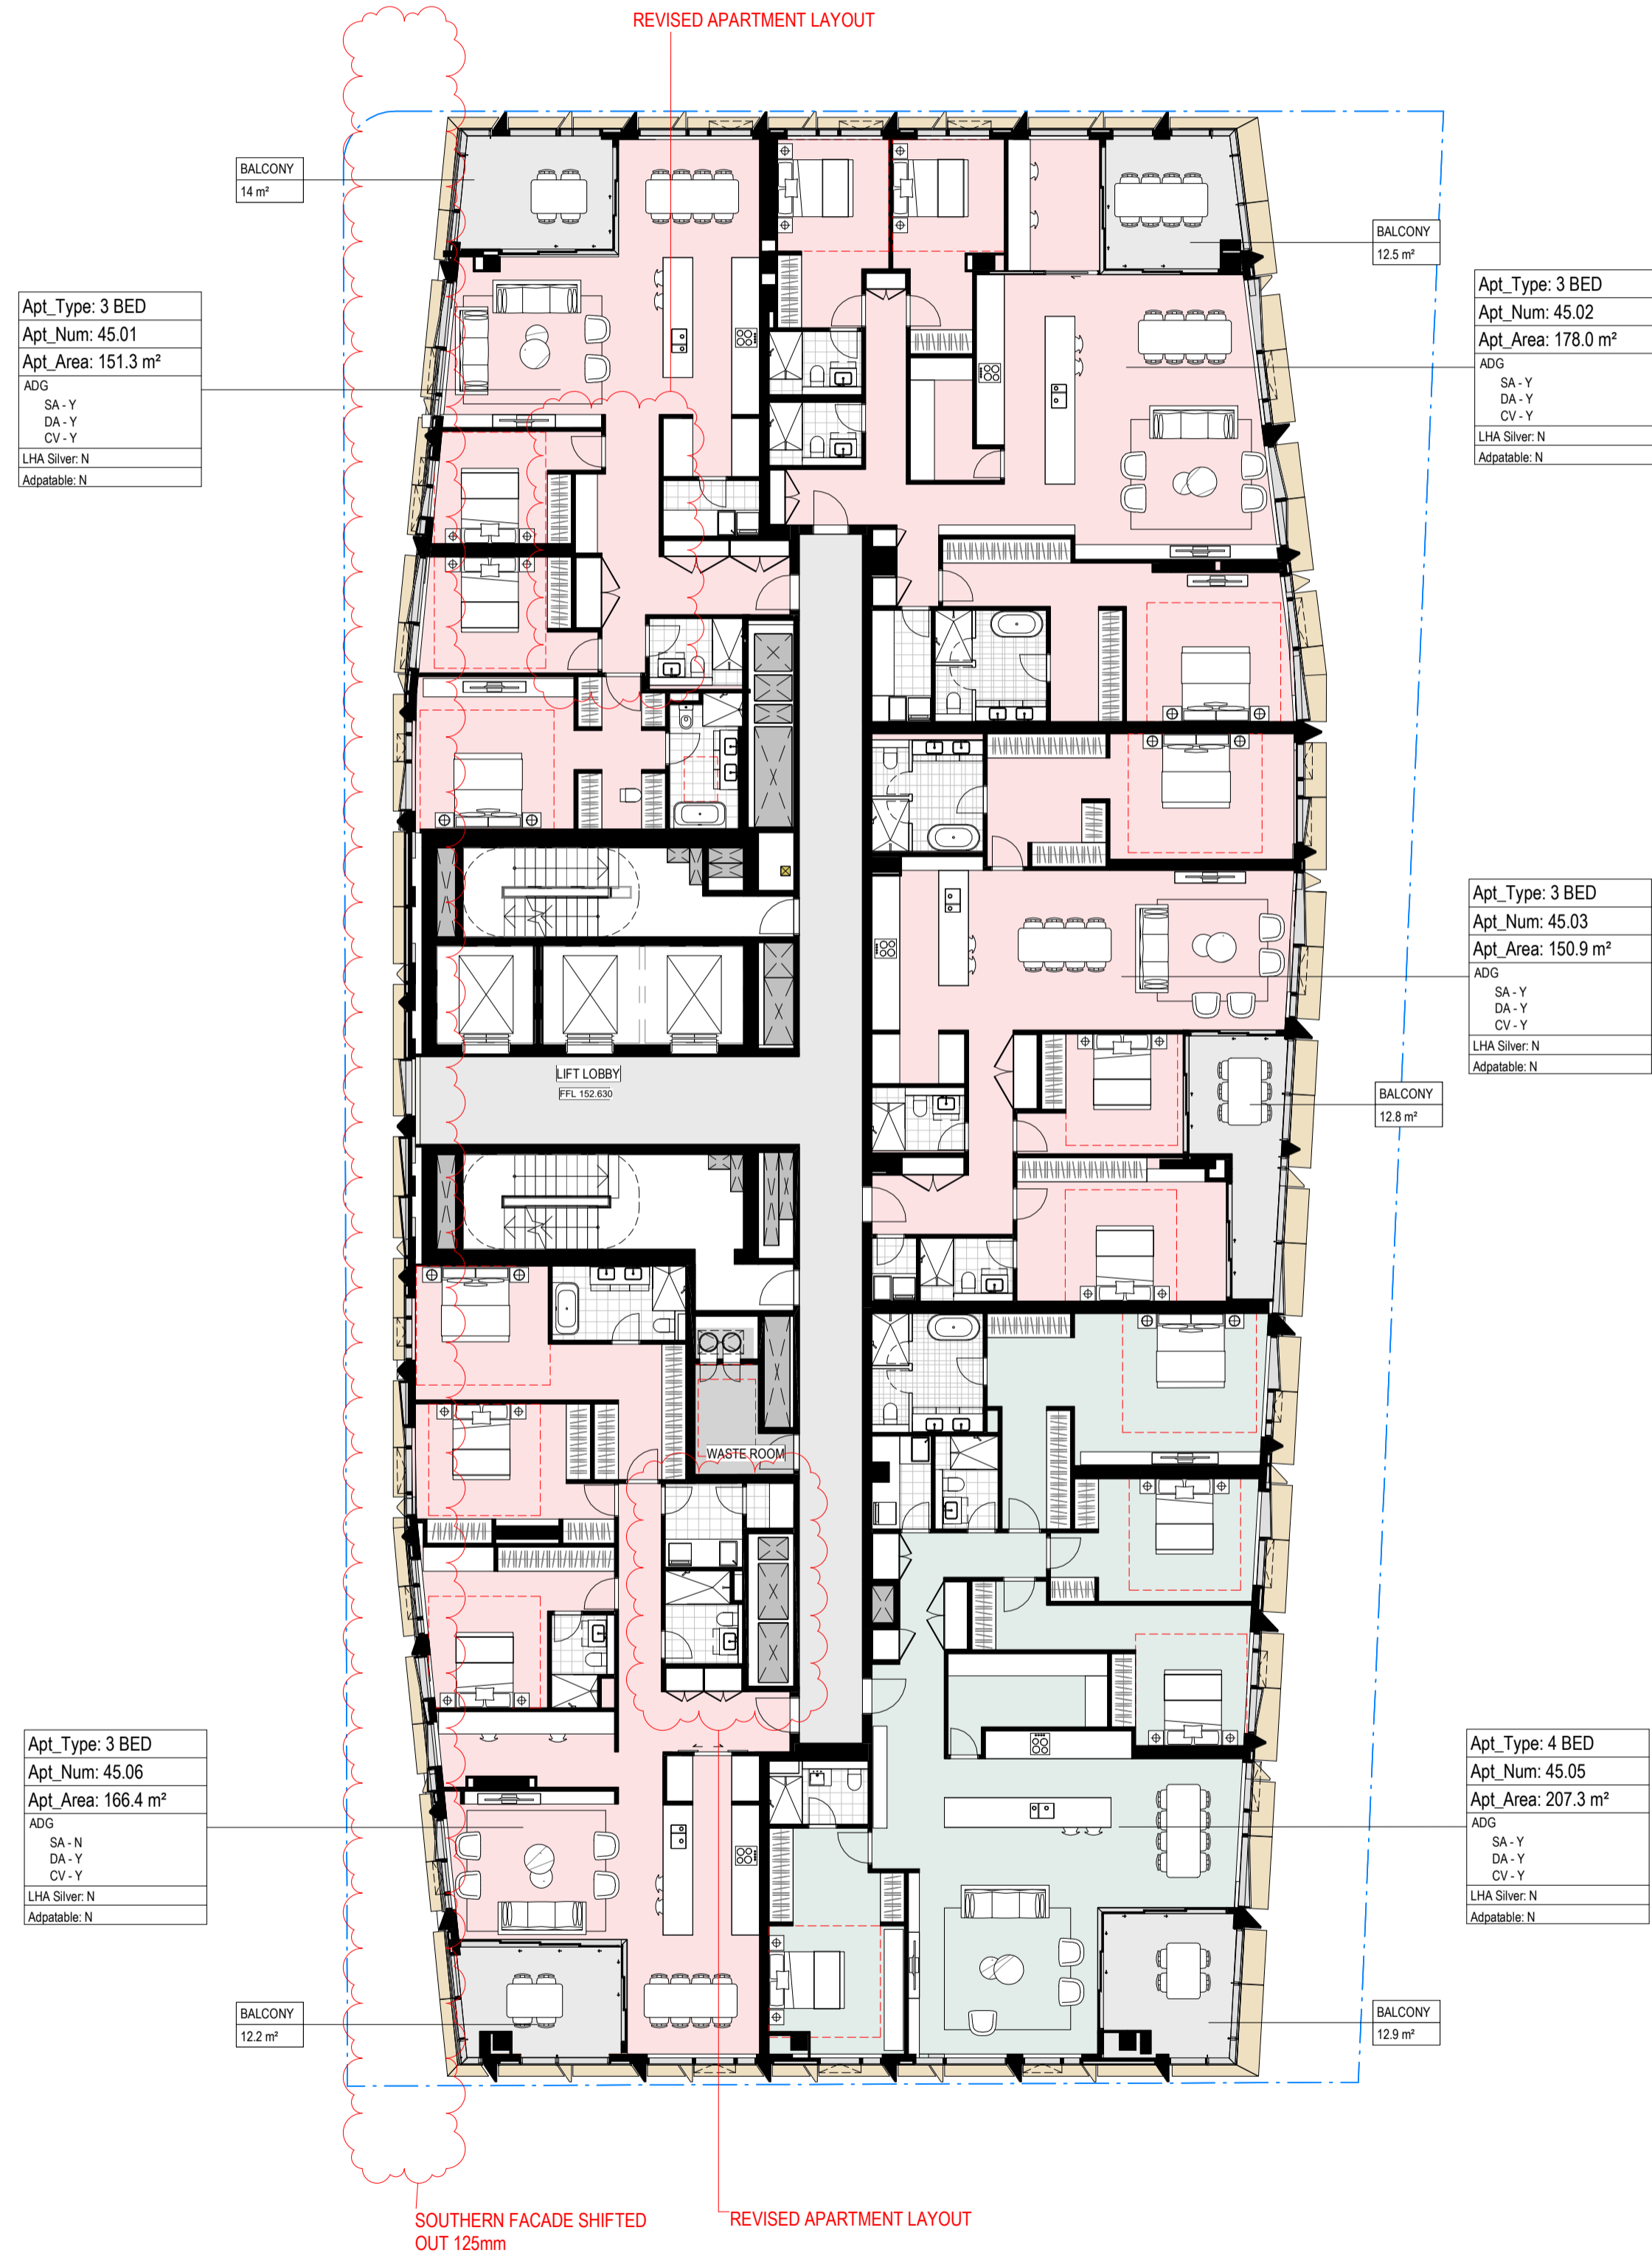 REVISED APARTMENT LAYOUT
BALCONY
14 m²
BALCONY
12.5 m²
Apt_Type: 3 BED
Apt_Num: 45.01
Apt_Area: 151.3 m²
ADG
SA - Y
DA - Y
CV - Y
LHA Silver: N
Adpatable: N
Apt_Type: 3 BED
Apt_Num: 45.02
Apt_Area: 178.0 m²
ADG
SA - Y
DA - Y
CV - Y
LHA Silver: N
Adpatable: N
Apt_Type: 3 BED
Apt_Num: 45.03
Apt_Area: 150.9 m²
ADG
SA - Y
DA - Y
CV - Y
LHA Silver: N
Adpatable: N
LIFT LOBBY
FFL 152.630
BALCONY
12.8 m²
WASTE ROOM
Apt_Type: 3 BED
Apt_Num: 45.06
Apt_Area: 166.4 m²
ADG
SA - N
DA - Y
CV - Y
LHA Silver: N
Adpatable: N
Apt_Type: 4 BED
Apt_Num: 45.05
Apt_Area: 207.3 m²
ADG
SA - Y
DA - Y
CV - Y
LHA Silver: N
Adpatable: N
BALCONY
12.2 m²
BALCONY
12.9 m²
SOUTHERN FACADE SHIFTED
OUT 125mm
REVISED APARTMENT LAYOUT